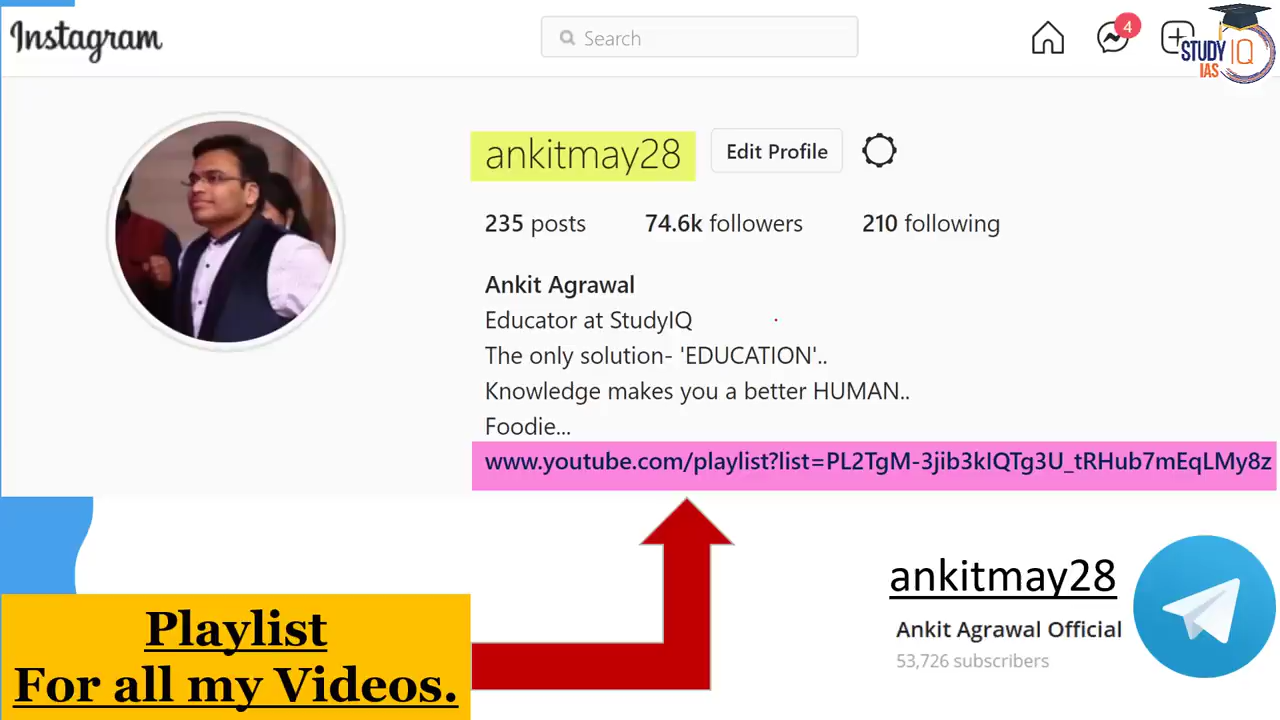 Instagram
Search
4
STUDY IQ
IAS
ankitmay28 Edit Profile
235 posts 74.6k followers 210 following
Ankit Agrawal
Educator at StudyIQ
The only solution- 'EDUCATION'..
Knowledge makes you a better HUMAN..
Foodie...
www.youtube.com/playlist?list=PL2TgM-3jib3kIQTg3U_tRHub7mEqLMy8z
Playlist
For all my Videos.
ankitmay28
Ankit Agrawal Official
53,726 subscribers